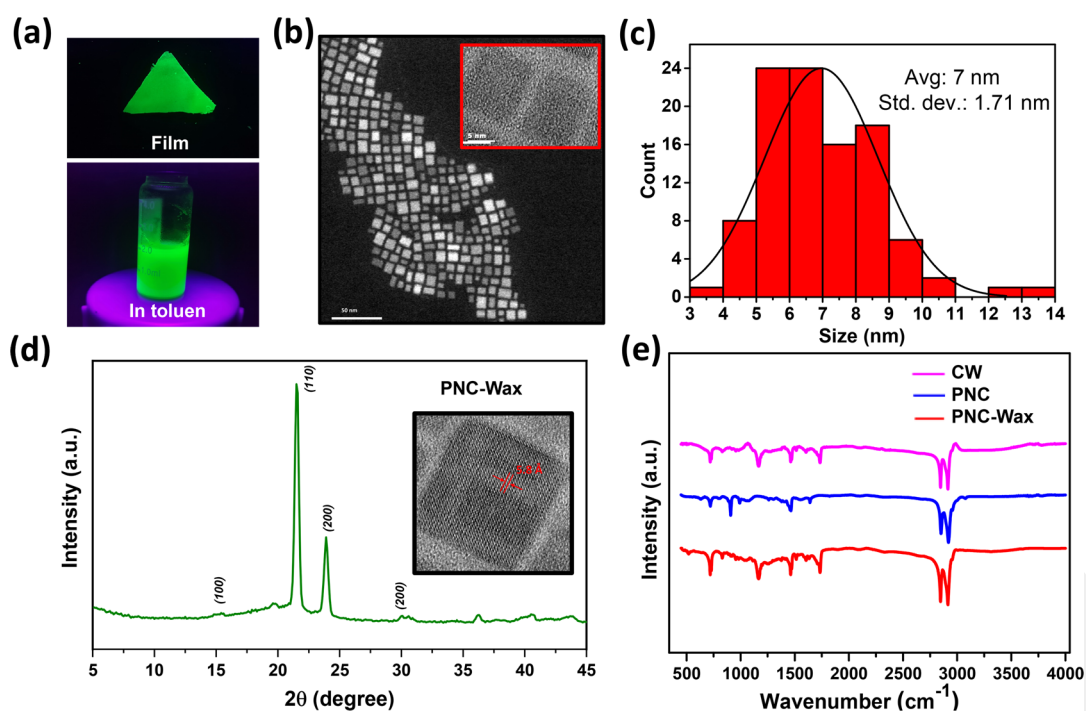 (a)
Film
In toluen
(b)
5 nm
50 nm
(c)
Avg: 7 nm
Std. dev.: 1.71 nm
Count
24
20
16
12
8
4
0
3 4 5 6 7 8 9 10 11 12 13 14
Size (nm)
(d)
PNC-Wax
(100)
(110)
(200)
(200)
Intensity (a.u.)
5 10 15 20 25 30 35 40 45
2θ (degree)
(e)
CW
PNC
PNC-Wax
Intensity (a.u.)
500 1000 1500 2000 2500 3000 3500 4000
Wavenumber (cm⁻¹)